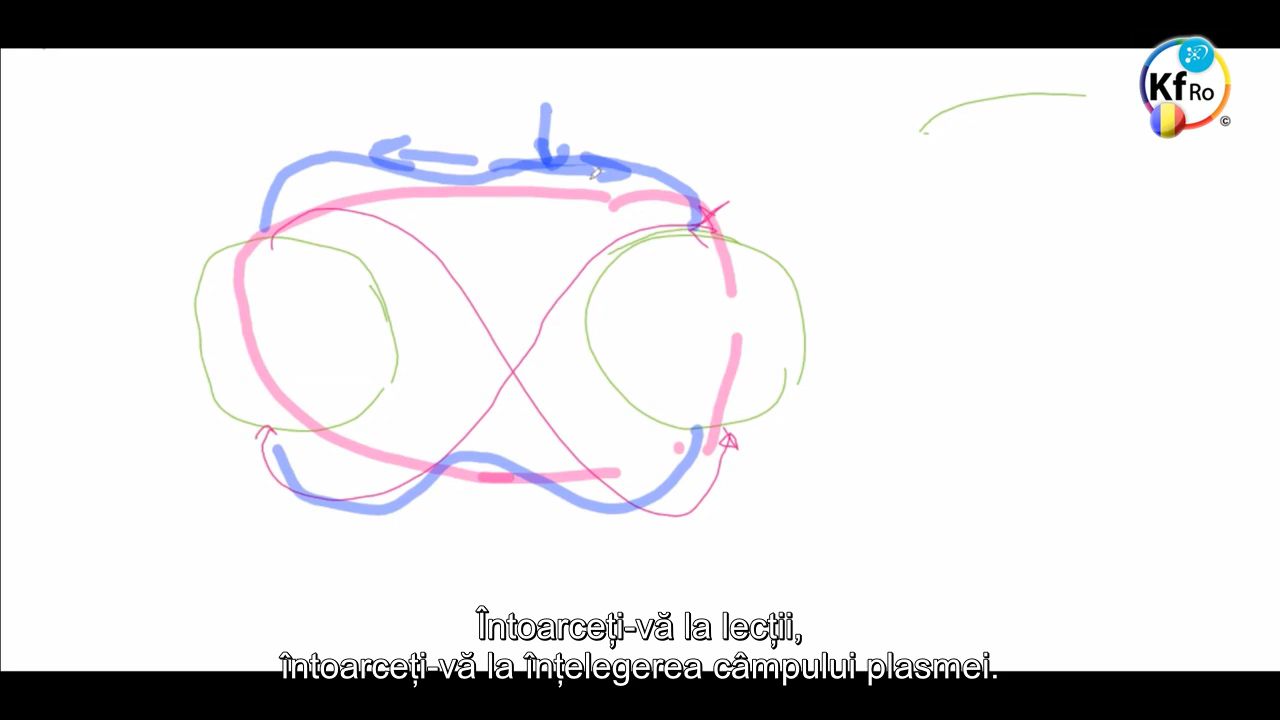 Kf Ro
©
Întoarceți-vă la lecții,
întoarceți-vă la înțelegerea câmpului plasmei.